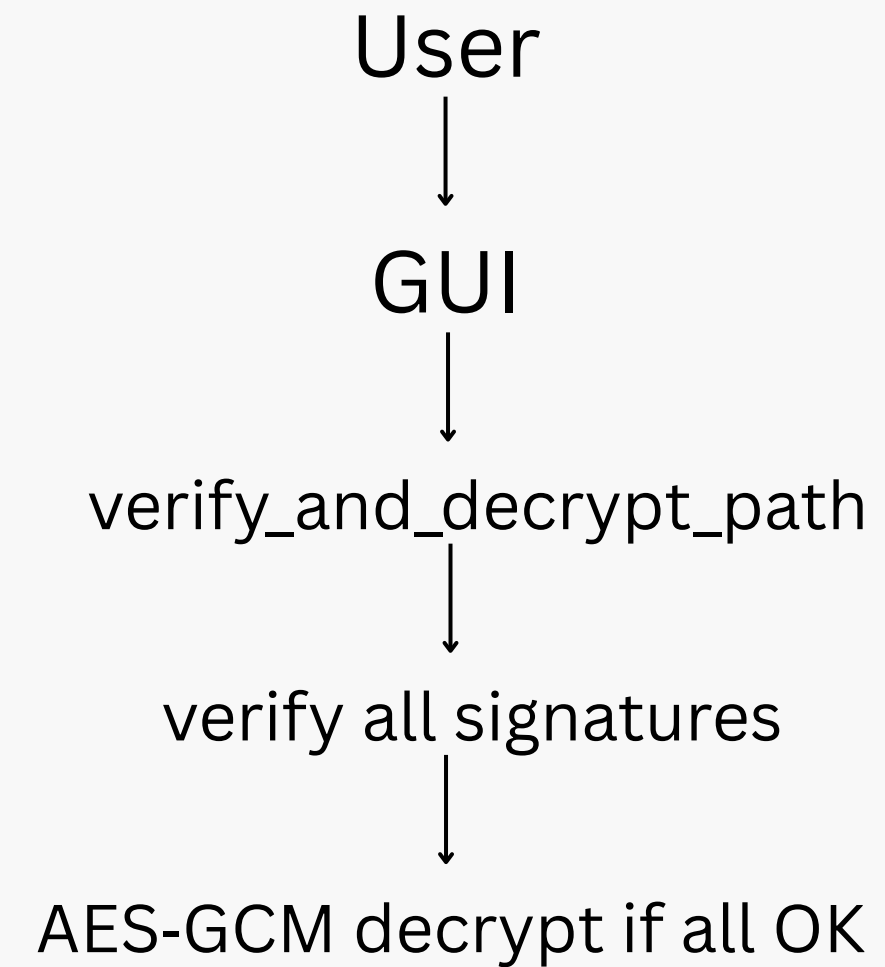 User
GUI
verify_and_decrypt_path
verify all signatures
AES-GCM decrypt if all OK